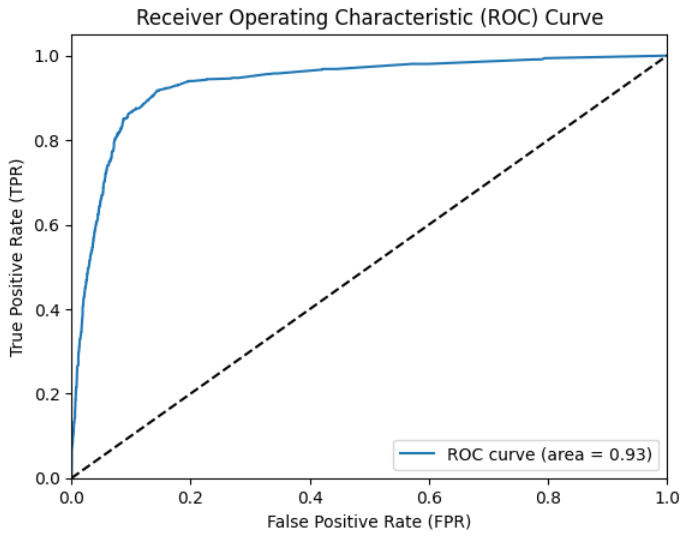 Receiver Operating Characteristic (ROC) Curve
1.0
0.8
0.6
0.4
0.2
0.0
True Positive Rate (TPR)
ROC curve (area = 0.93)
0.0 0.2 0.4 0.6 0.8 1.0
False Positive Rate (FPR)